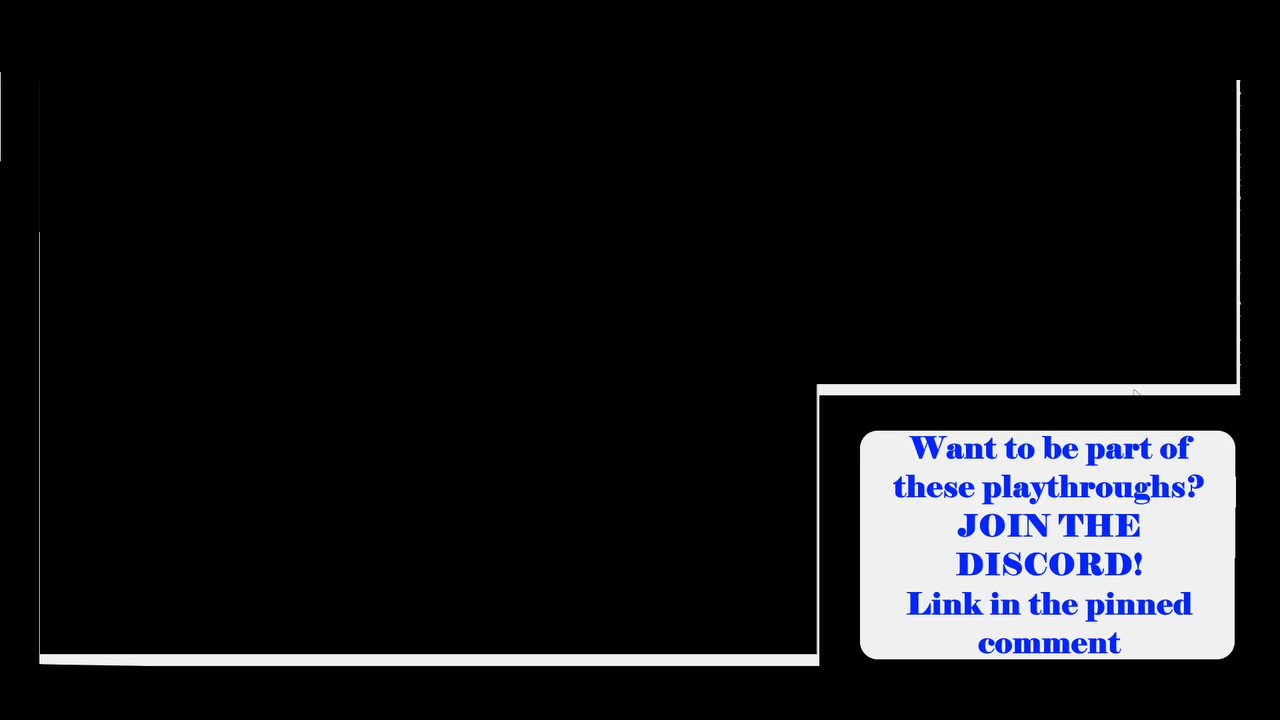 Want to be part of
these playthroughs?
JOIN THE
DISCORD!
Link in the pinned
comment